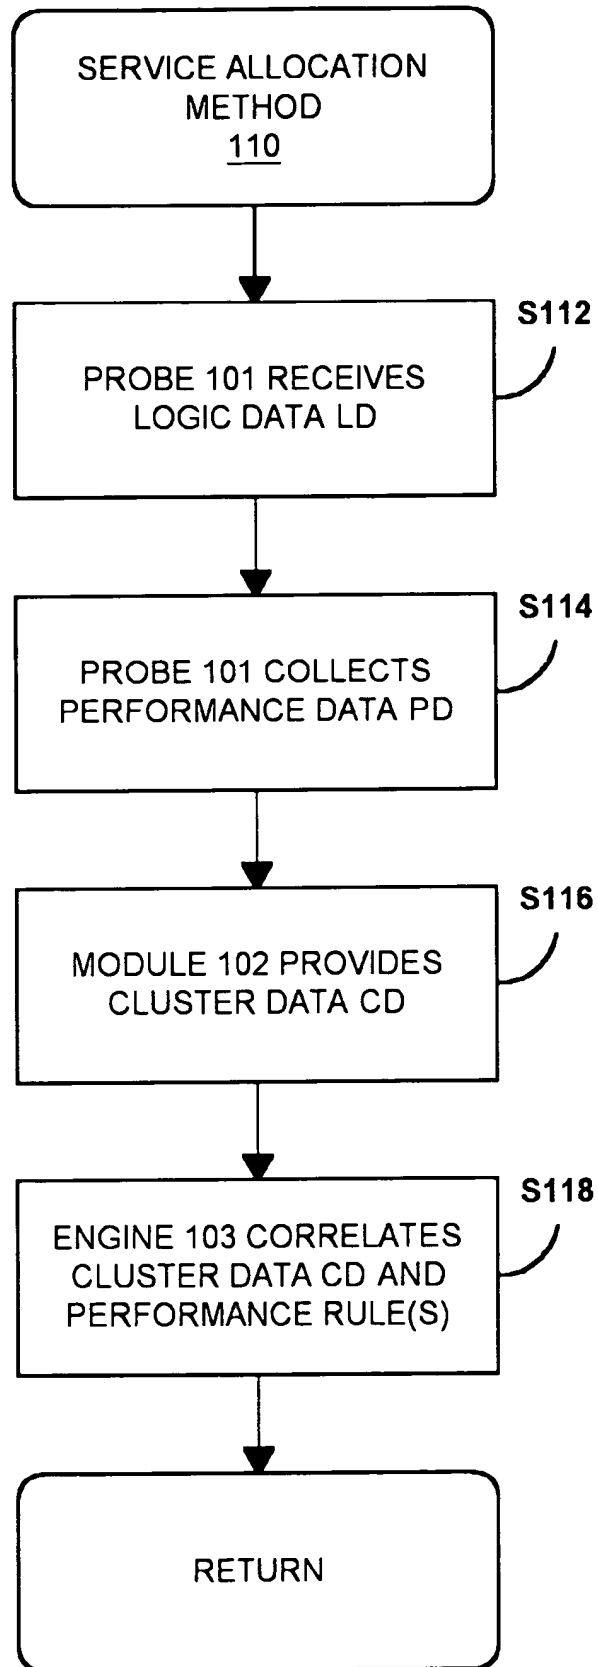 SERVICE ALLOCATION
METHOD
110
S112
PROBE 101 RECEIVES
LOGIC DATA LD
S114
PROBE 101 COLLECTS
PERFORMANCE DATA PD
S116
MODULE 102 PROVIDES
CLUSTER DATA CD
S118
ENGINE 103 CORRELATES
CLUSTER DATA CD AND
PERFORMANCE RULE(S)
RETURN